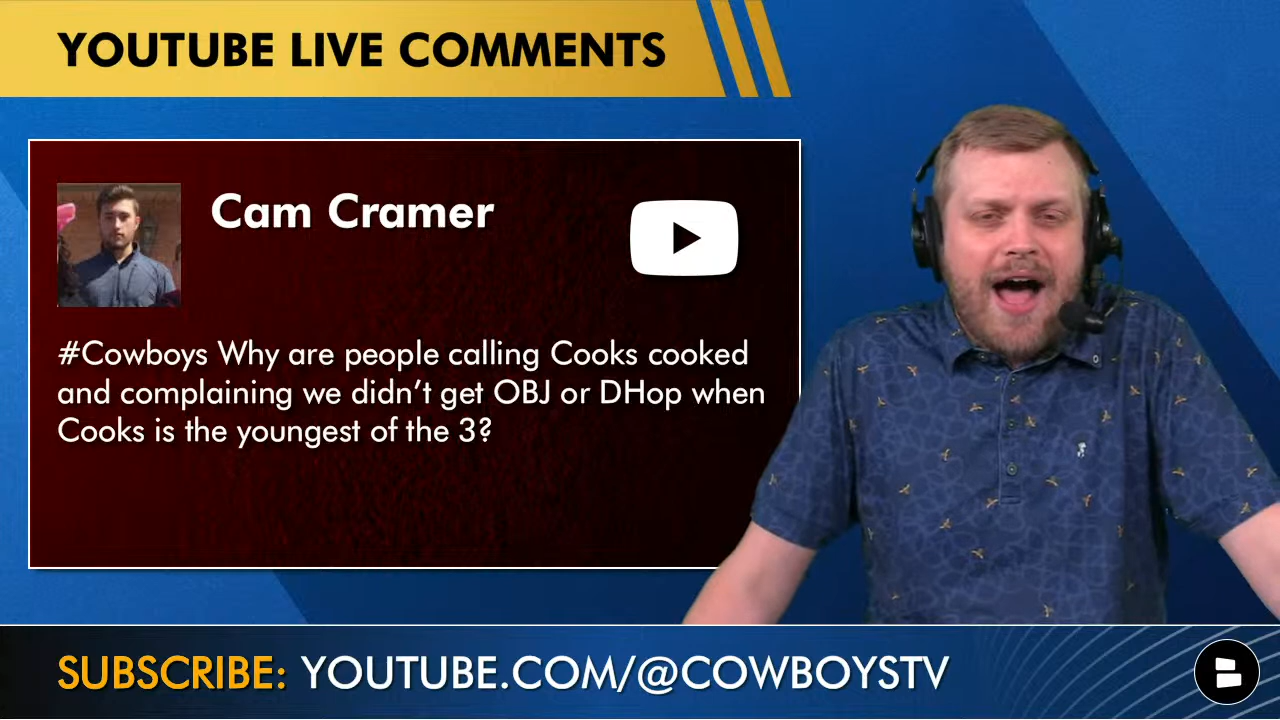 YOUTUBE LIVE COMMENTS
Cam Cramer
#Cowboys Why are people calling Cooks cooked
and complaining we didn't get OBJ or DHop when
Cooks is the youngest of the 3?
SUBSCRIBE: YOUTUBE.COM/@COWBOYSTV